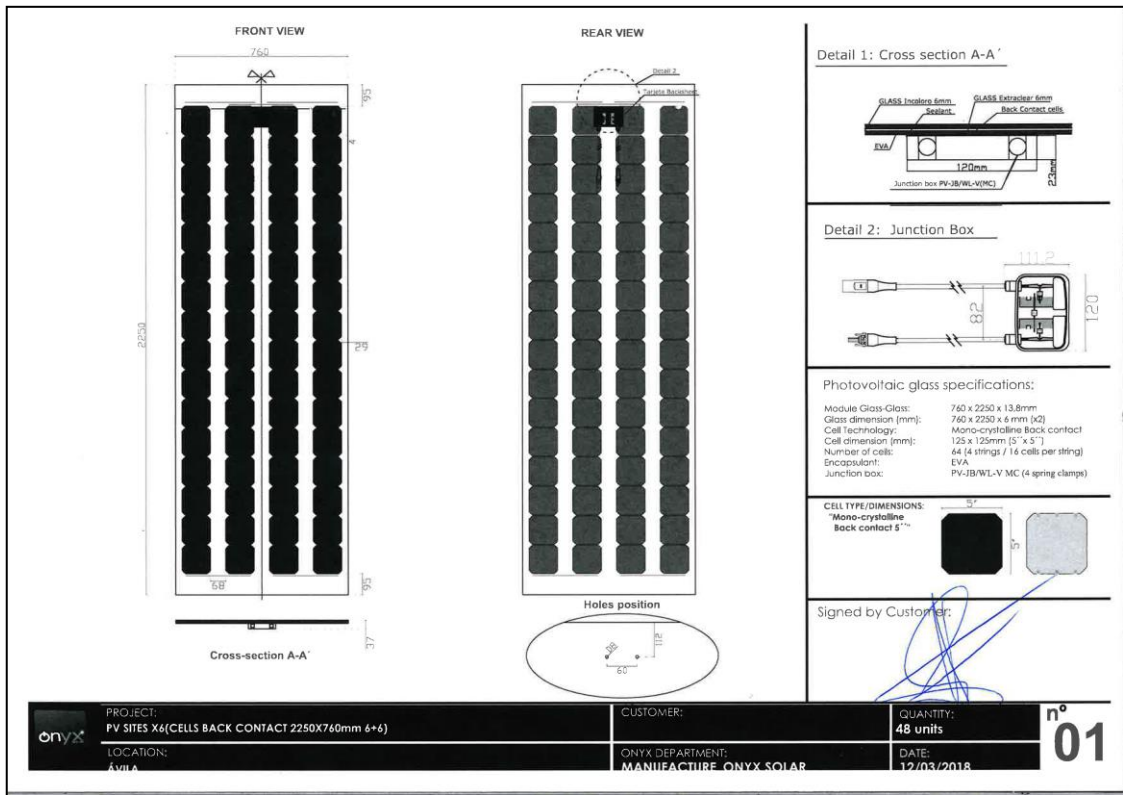 FRONT VIEW
760
95
4
2250
29
68
95
37
Cross-section A-A´
REAR VIEW
Detail 2
Tarjeta Backsheet
Holes position
112
60
Detail 1: Cross section A-A´
GLASS Incoloro 6mm
GLASS Extraclear 6mm
Sealant
Back Contact cells
EVA
120mm
23mm
Junction box PV-JB/WL-V(MC)
Detail 2: Junction Box
111,2
82
120
Photovoltaic glass specifications:
Module Glass-Glass: 760 x 2250 x 13.8mm
Glass dimension (mm): 760 x 2250 x 6 mm (x2)
Cell Technology: Mono-crystalline Back contact
Cell dimension (mm): 125 x 125mm (5´´x 5´´)
Number of cells: 64 (4 strings / 16 cells per string)
Encapsulant: EVA
Junction box: PV-JB/WL-V MC (4 spring clamps)
CELL TYPE/DIMENSIONS:
"Mono-crystalline
Back contact 5´´"
5"
5"
Signed by Customer:
onyx
PROJECT:
PV SITES X6(CELLS BACK CONTACT 2250X760mm 6+6)
LOCATION:
ÁVILA
CUSTOMER:
ONYX DEPARTMENT:
MANUFACTURE ONYX SOLAR
QUANTITY:
48 units
DATE:
12/03/2018
nº
01